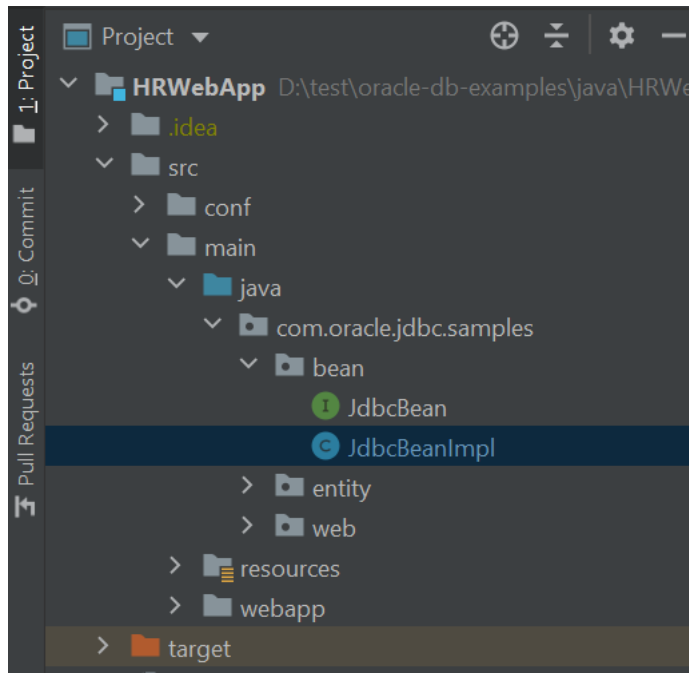 1: Project
0: Commit
Pull Requests
Project
HRWebApp D:\test\oracle-db-examples\java\HRWe
.idea
src
conf
main
java
com.oracle.jdbc.samples
bean
I JdbcBean
C JdbcBeanImpl
entity
web
resources
webapp
target